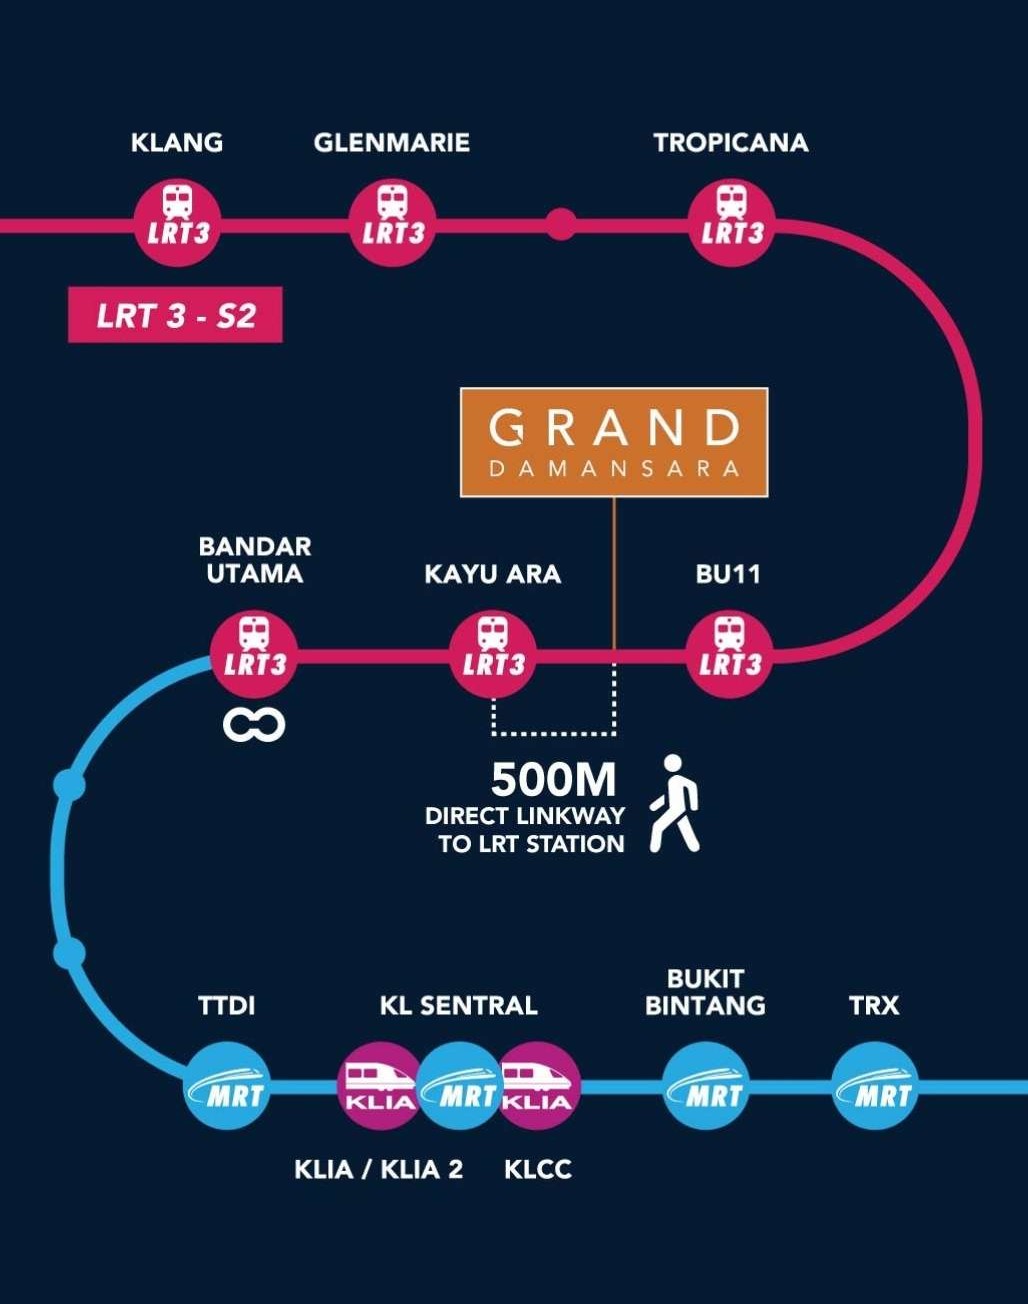 KLANG
GLENMARIE
TROPICANA
LRT3
LRT3
LRT3
LRT 3 - S2
GRAND
DAMANSARA
BANDAR
UTAMA
KAYU ARA
BU11
LRT3
LRT3
LRT3
500M
DIRECT LINKWAY
TO LRT STATION
TTDI
KL SENTRAL
BUKIT
BINTANG
TRX
MRT
KLIA
MRT
KLIA
MRT
MRT
KLIA / KLIA 2
KLCC